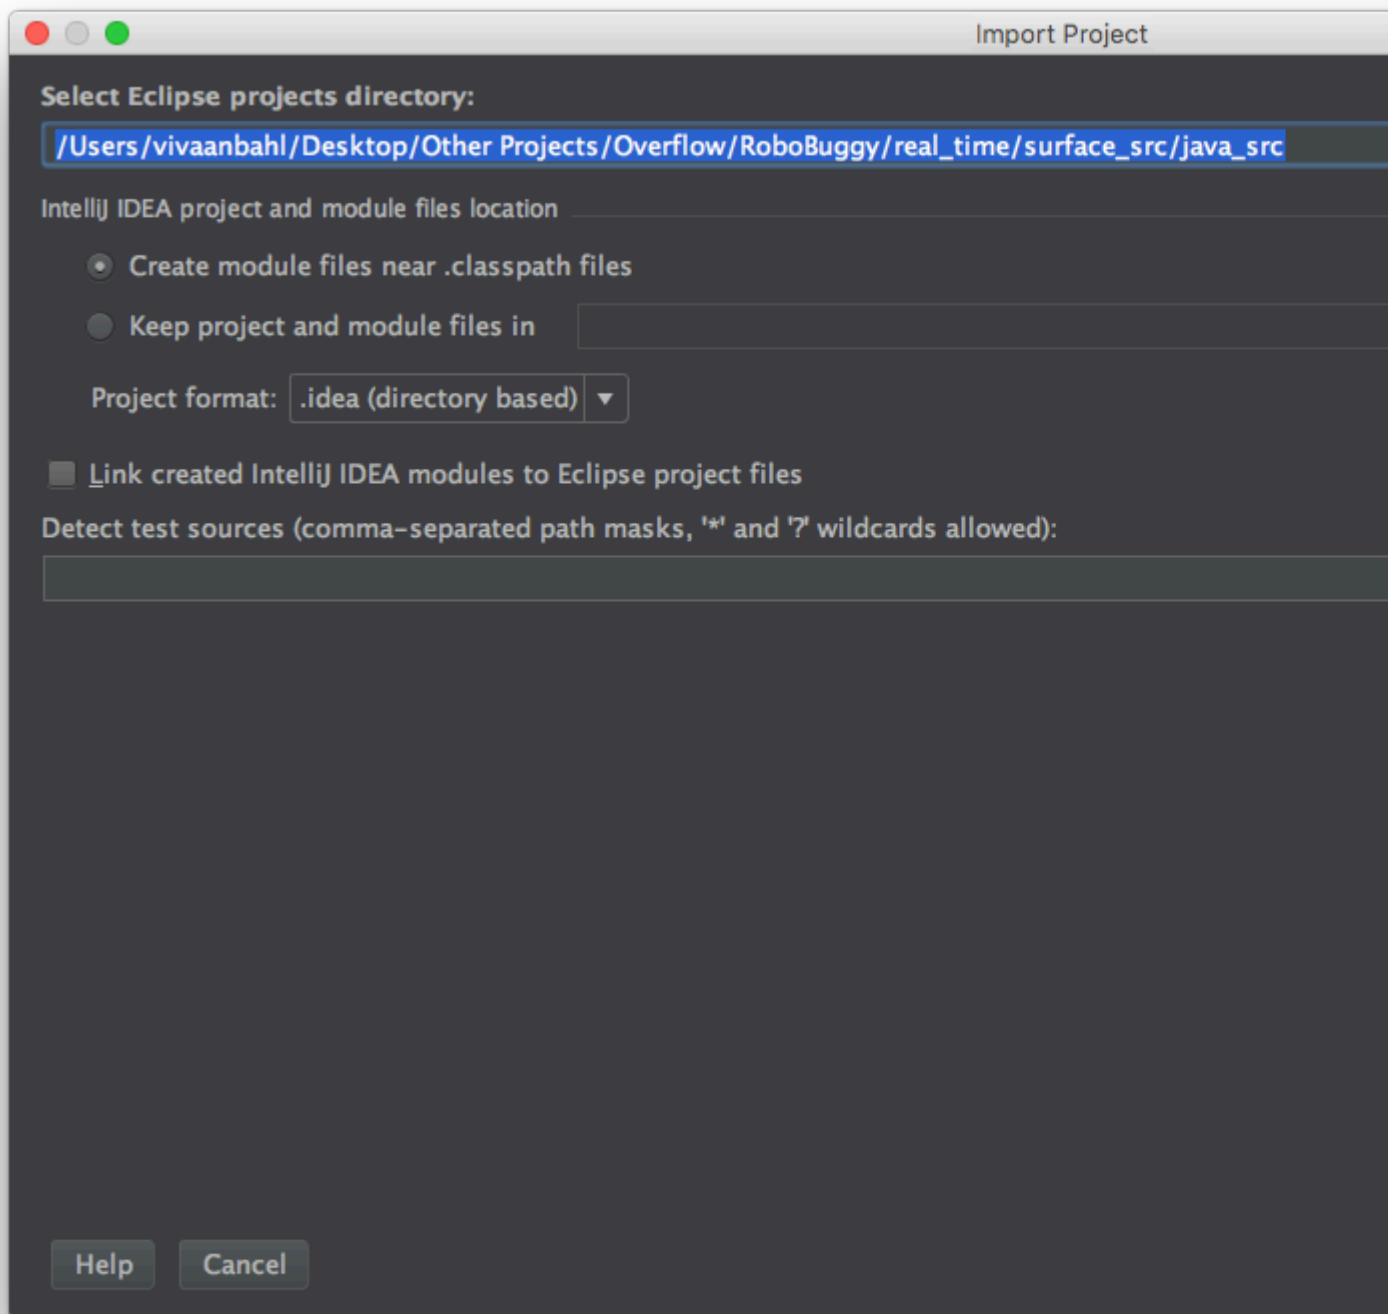 Import Project
Select Eclipse projects directory:
/Users/vivaanbahl/Desktop/Other Projects/Overflow/RoboBuggy/real_time/surface_src/java_src
IntelliJ IDEA project and module files location
Create module files near .classpath files
Keep project and module files in
Project format: .idea (directory based)
Link created IntelliJ IDEA modules to Eclipse project files
Detect test sources (comma-separated path masks, '*' and '?' wildcards allowed):
Help Cancel